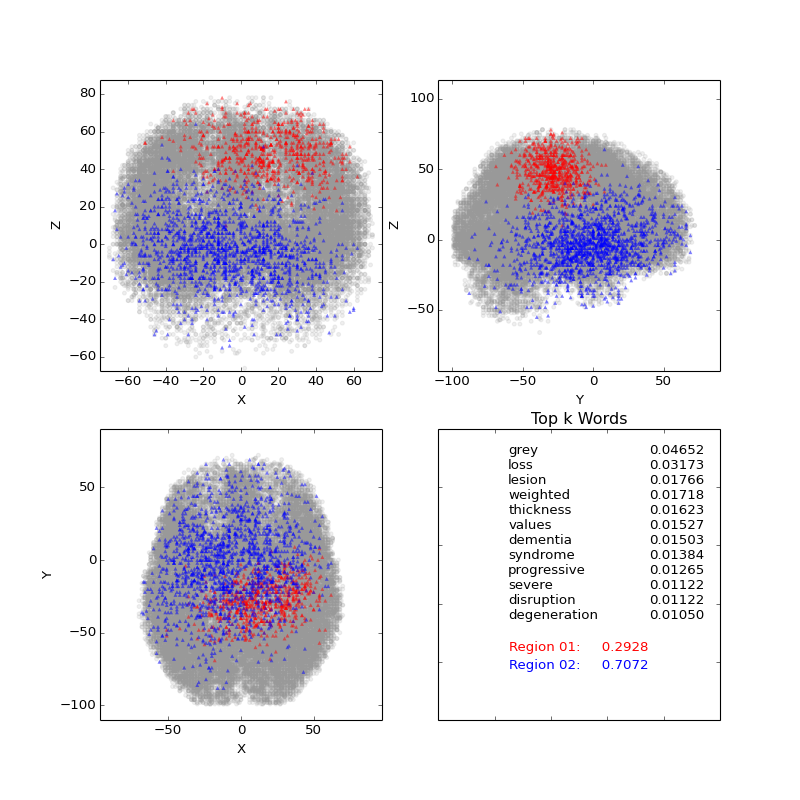 80
60
40
20
0
−20
−40
−60
Z
−60 −40 −20 0 20 40 60
X
100
50
0
−50
Z
−100 −50 0 50
Y
50
0
−50
−100
Y
−50 0 50
X
Top k Words
grey 0.04652
loss 0.03173
lesion 0.01766
weighted 0.01718
thickness 0.01623
values 0.01527
dementia 0.01503
syndrome 0.01384
progressive 0.01265
severe 0.01122
disruption 0.01122
degeneration 0.01050
Region 01: 0.2928
Region 02: 0.7072